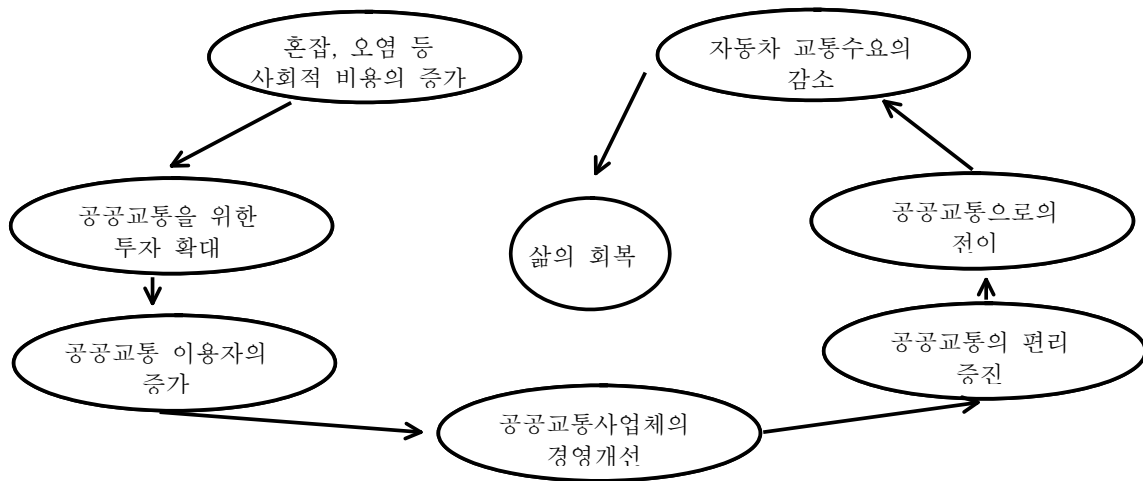 혼잡, 오염 등
사회적 비용의 증가
자동차 교통수요의
감소
공공교통을 위한
투자 확대
공공교통으로의
전이
삶의 회복
공공교통 이용자의
증가
공공교통의 편리
증진
공공교통사업체의
경영개선